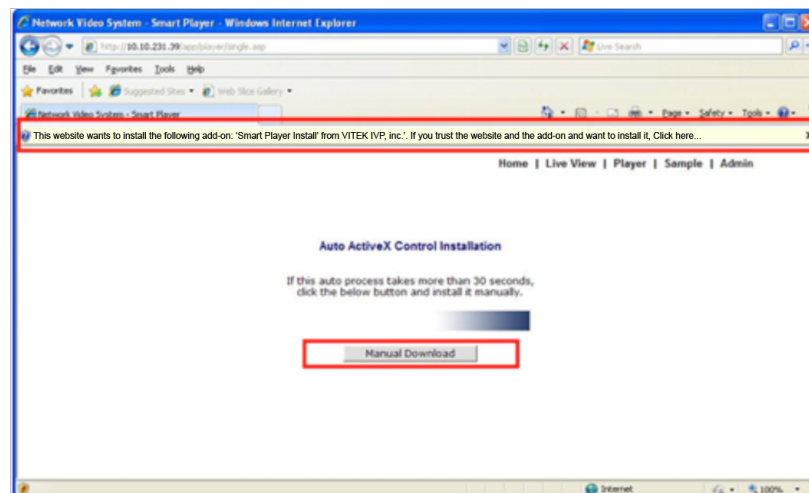 Network Video System - Smart Player - Windows Internet Explorer
http://10.10.231.39/app/player/single.asp
Live Search
File Edit View Favorites Tools Help
Favorites Suggested Sites Web Slice Gallery
Network Video System - Smart Player
Page Safety Tools
This website wants to install the following add-on: 'Smart Player Install' from VITEK IVP, inc.'. If you trust the website and the add-on and want to install it, Click here...
Home | Live View | Player | Sample | Admin
Auto ActiveX Control Installation
If this auto process takes more than 30 seconds,
click the below button and install it manually.
Manual Download
Internet 100%